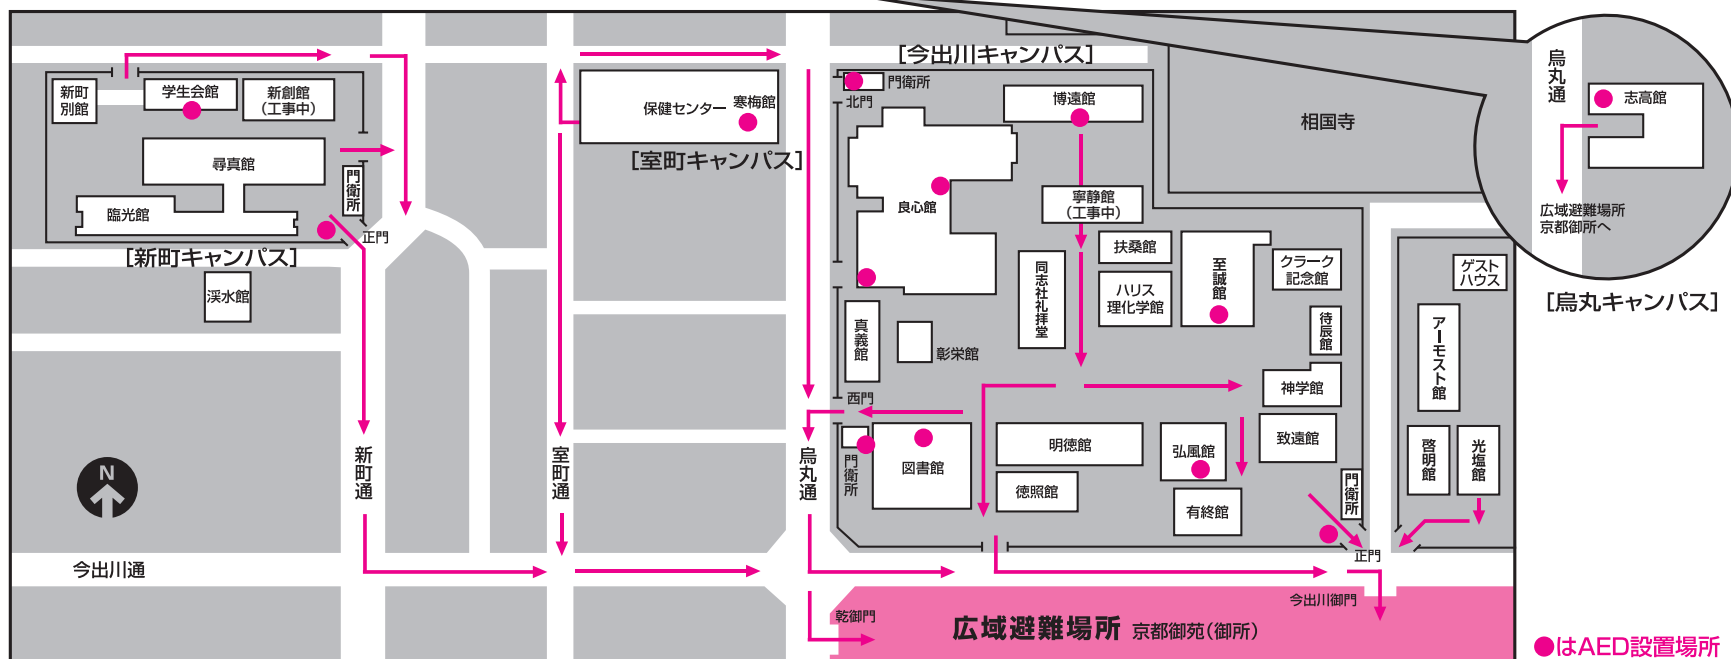 新町
別館
学生会館
新創館
（工事中）
尋真館
臨光館
門衛所
正門
［新町キャンパス］
渓水館
保健センター
寒梅館
［室町キャンパス］
［今出川キャンパス］
門衛所
北門
博遠館
良心館
寧静館
（工事中）
扶桑館
同志社礼拝堂
ハリス
理化学館
至誠館
クラーク
記念館
真義館
彰栄館
待辰館
神学館
西門
門衛所
図書館
明徳館
徳照館
弘風館
致遠館
有終館
門衛所
正門
相国寺
ゲスト
ハウス
アーモスト館
啓明館
光塩館
烏丸通
志高館
広域避難場所
京都御所へ
［烏丸キャンパス］
N
新町通
室町通
烏丸通
今出川通
乾御門
今出川御門
広域避難場所 京都御苑（御所）
●はAED設置場所